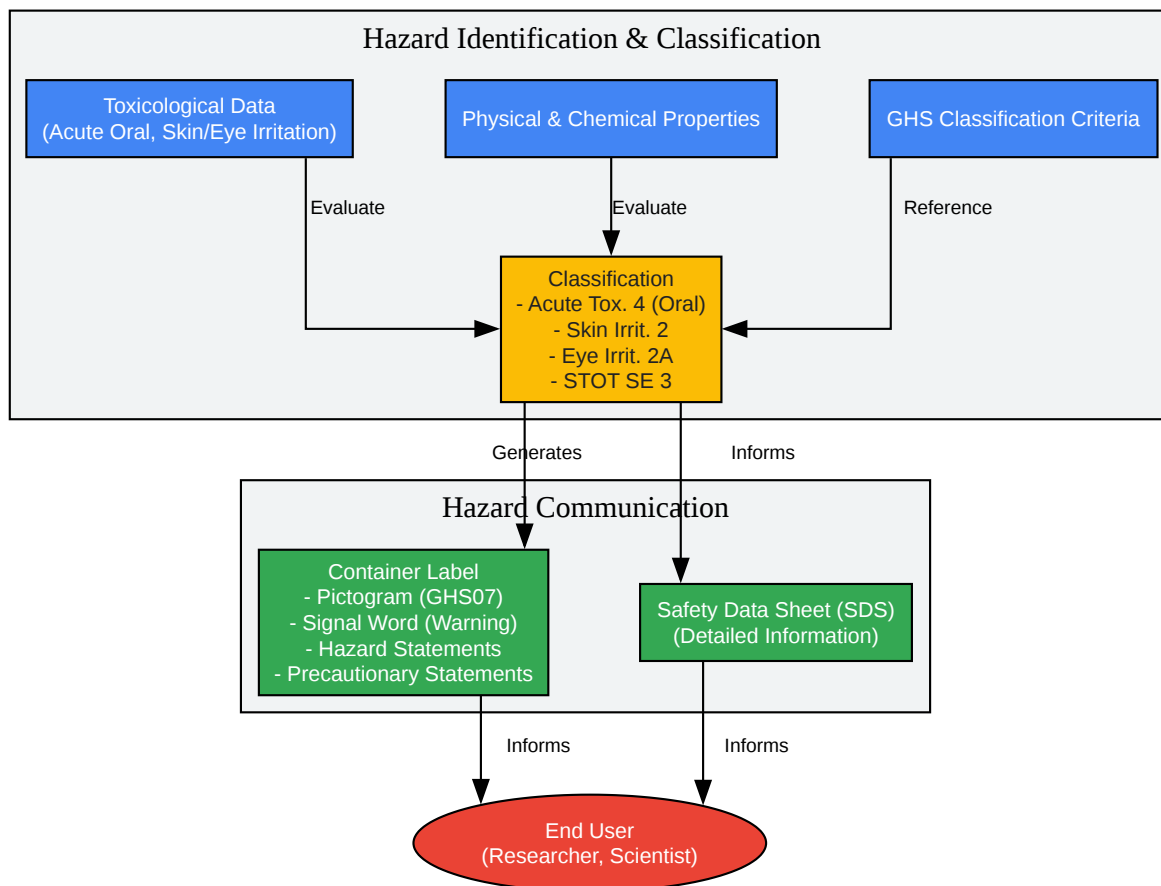 Hazard Identification & Classification
Toxicological Data
(Acute Oral, Skin/Eye Irritation)
Physical & Chemical Properties
GHS Classification Criteria
Evaluate
Evaluate
Reference
Classification
- Acute Tox. 4 (Oral)
- Skin Irrit. 2
- Eye Irrit. 2A
- STOT SE 3
Generates
Informs
Hazard Communication
Container Label
- Pictogram (GHS07)
- Signal Word (Warning)
- Hazard Statements
- Precautionary Statements
Safety Data Sheet (SDS)
(Detailed Information)
Informs
Informs
End User
(Researcher, Scientist)